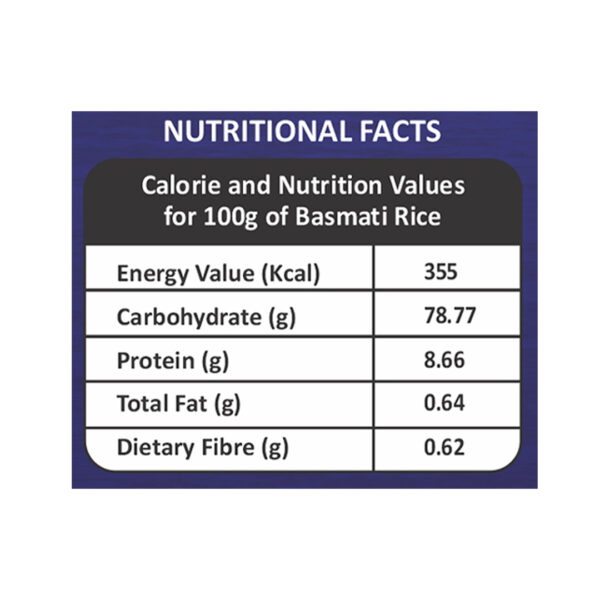 NUTRITIONAL FACTS
Calorie and Nutrition Values
for 100g of Basmati Rice
Energy Value (Kcal) 355
Carbohydrate (g) 78.77
Protein (g) 8.66
Total Fat (g) 0.64
Dietary Fibre (g) 0.62